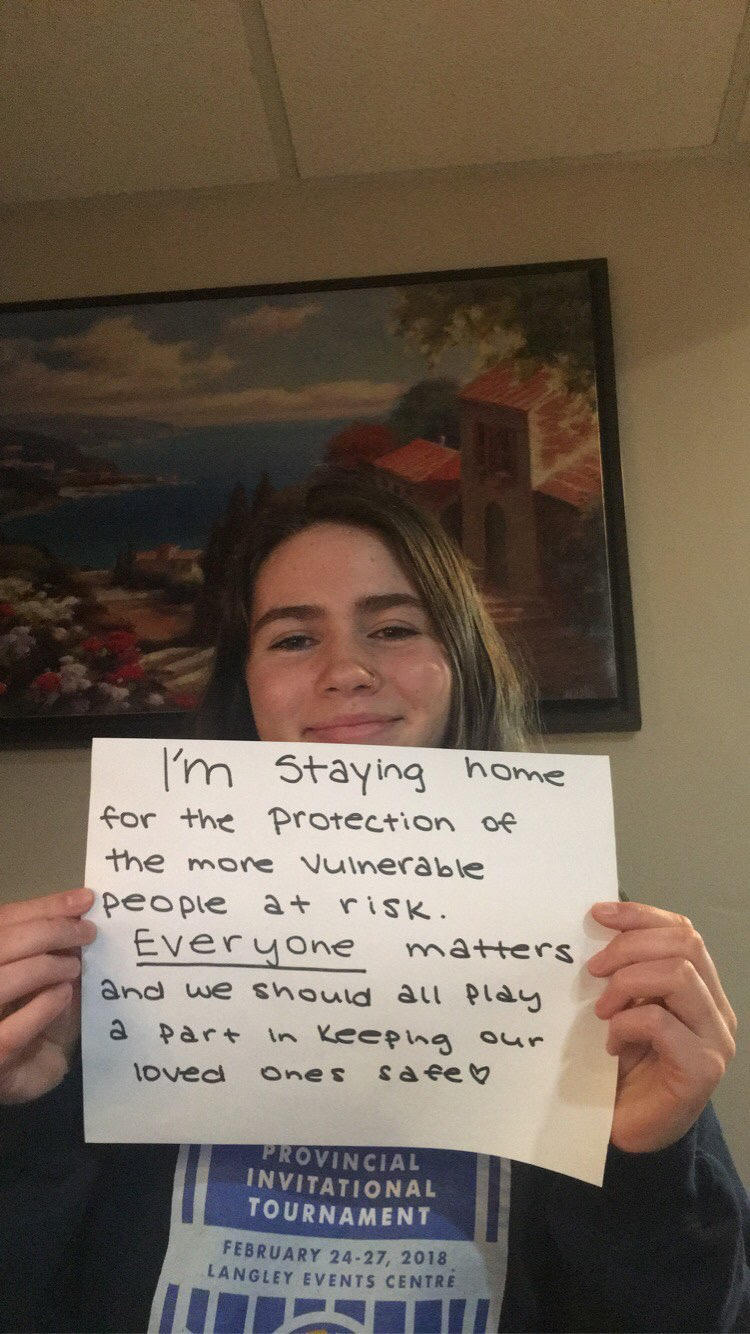 I'm staying home
for the protection of
the more vulnerable
people at risk.
Everyone matters
and we should all play
a part in keeping our
loved ones safe♡
PROVINCIAL
INVITATIONAL
TOURNAMENT
FEBRUARY 24-27, 2018
LANGLEY EVENTS CENTRE